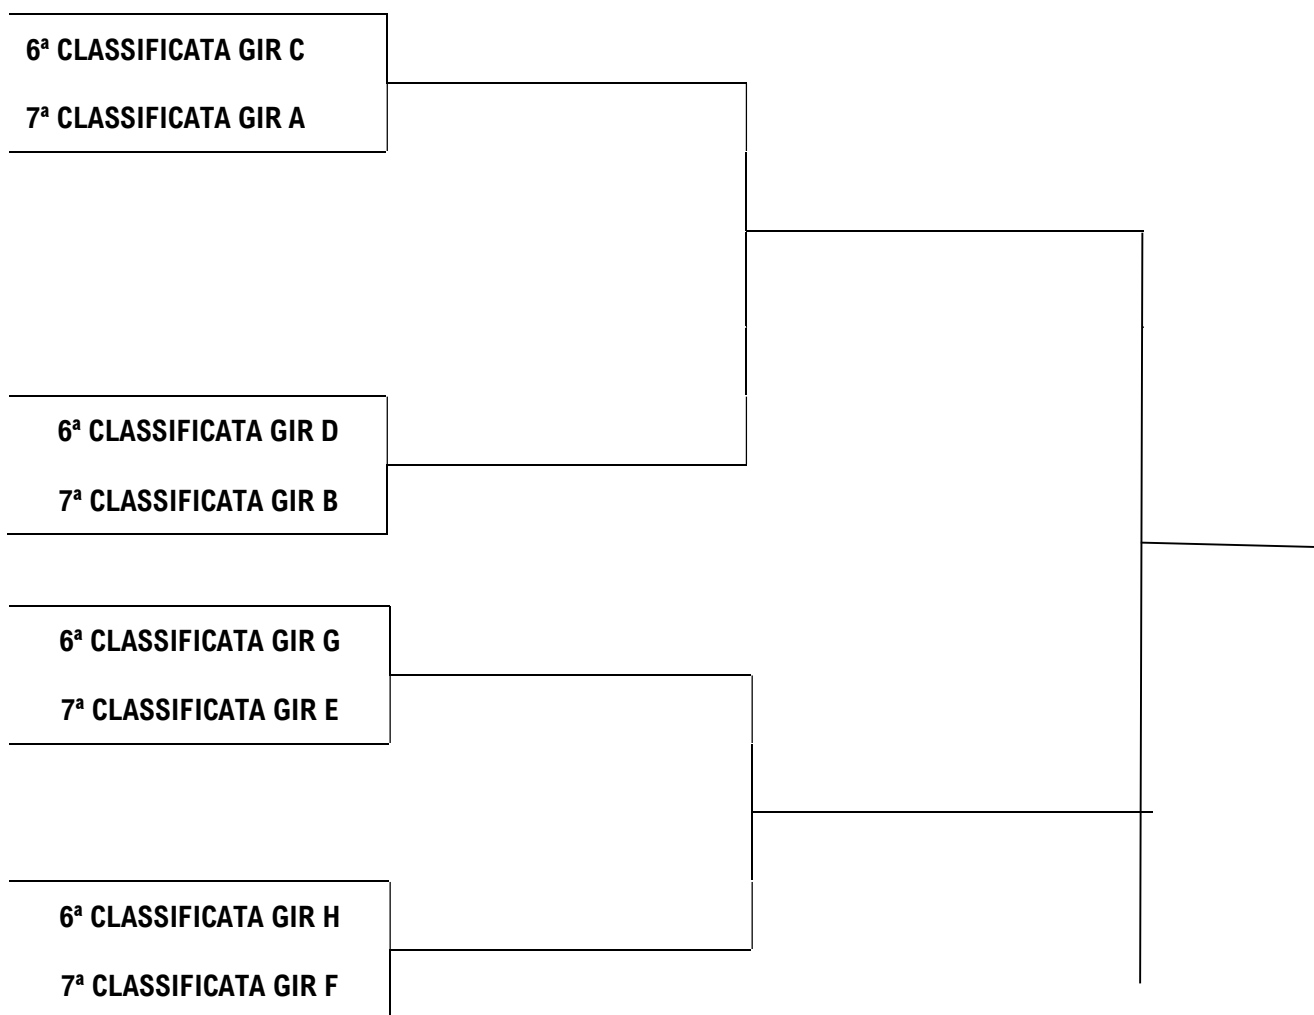 6ª CLASSIFICATA GIR C
7ª CLASSIFICATA GIR A
6ª CLASSIFICATA GIR D
7ª CLASSIFICATA GIR B
6ª CLASSIFICATA GIR G
7ª CLASSIFICATA GIR E
6ª CLASSIFICATA GIR H
7ª CLASSIFICATA GIR F